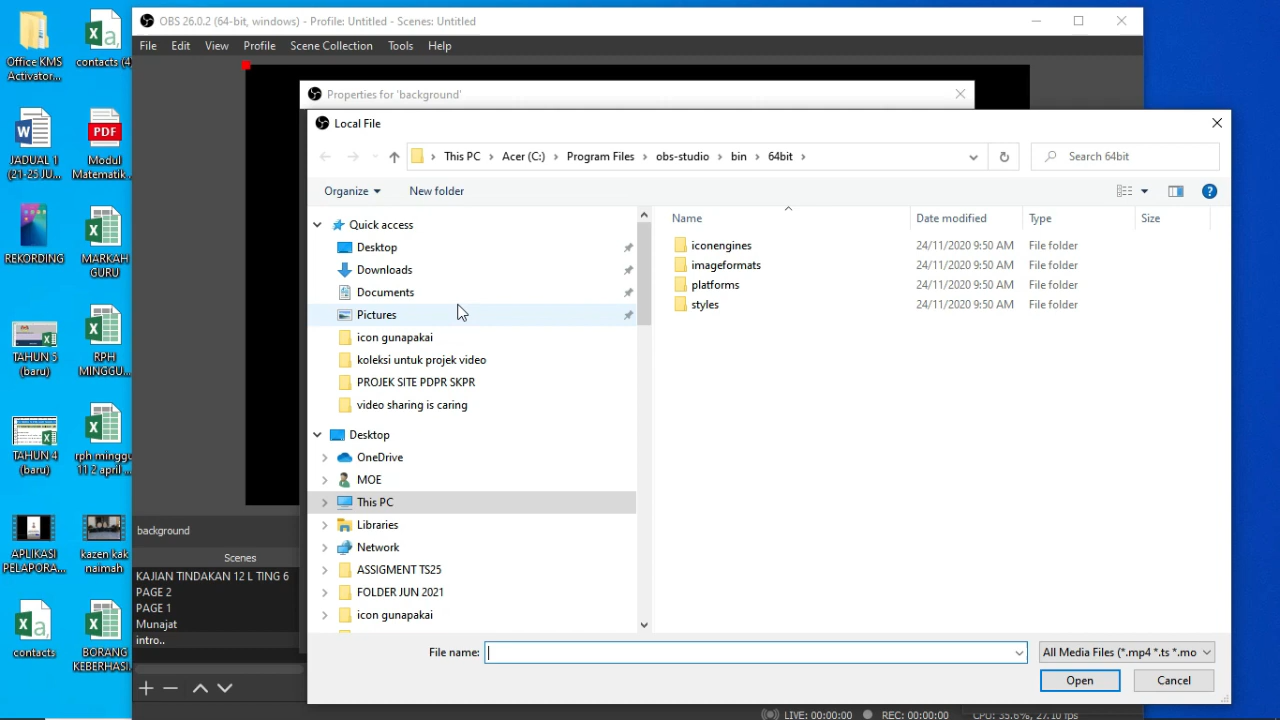 OBS 26.0.2 (64-bit, windows) - Profile: Untitled - Scenes: Untitled
File Edit View Profile Scene Collection Tools Help
Properties for 'background'
Local File
This PC > Acer (C:) > Program Files > obs-studio > bin > 64bit >
Search 64bit
Organize
New folder
Quick access
Desktop
Downloads
Documents
Pictures
icon gunapakai
koleksi untuk projek video
PROJEK SITE PDPR SKPR
video sharing is caring
Desktop
OneDrive
MOE
This PC
Libraries
Network
ASSIGMENT TS25
FOLDER JUN 2021
icon gunapakai
Name Date modified Type Size
iconengines 24/11/2020 9:50 AM File folder
imageformats 24/11/2020 9:50 AM File folder
platforms 24/11/2020 9:50 AM File folder
styles 24/11/2020 9:50 AM File folder
File name:
All Media Files (*.mp4 *.ts *.mo
Open
Cancel
background
Scenes
KAJIAN TINDAKAN 12 L TING 6
PAGE 2
PAGE 1
Munajat
intro..
LIVE: 00:00:00
REC: 00:00:00
CPU: 35.6%, 27.10 fps
Office KMS
Activator...
contacts (4
JADUAL 1
(21-25 JU...
PDF
Modul
Matematik...
REKORDING
MARKAH
GURU
TAHUN 5
(baru)
RPH
MINGGU...
TAHUN 4
(baru)
rph minggu
11 2 april ...
APLIKASI
PELAPORA...
kazen kak
naimah
contacts
BORANG
KEBERHASI...